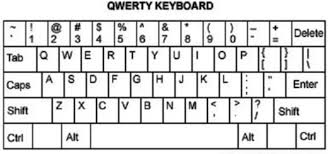 QWERTY KEYBOARD
~ ` ! 1 @ 2 # 3 $ 4 % 5 ^ 6 & 7 * 8 ( 9 ) 0 - + = Delete
Tab Q W E R T Y U I O P { [ } ] | \
Caps A S D F G H J K L : ; " ' Enter
Shift Z X C V B N M < , > . ? / Shift
Ctrl Alt Alt Ctrl